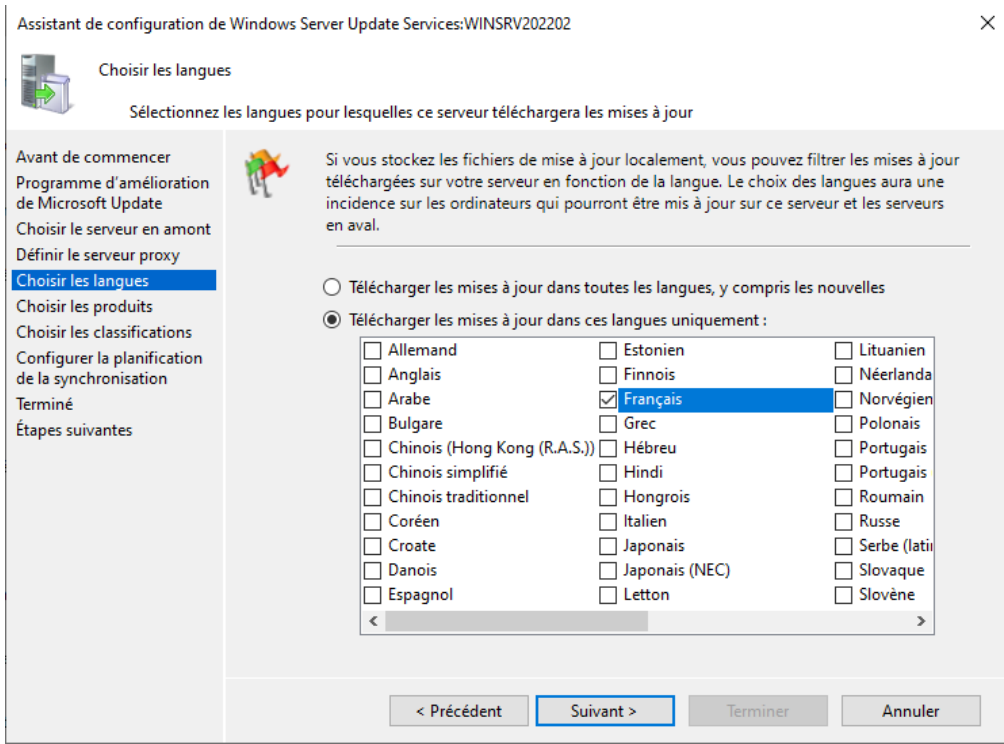 Assistant de configuration de Windows Server Update Services:WINSRV202202
Choisir les langues
Sélectionnez les langues pour lesquelles ce serveur téléchargera les mises à jour
Avant de commencer
Programme d'amélioration
de Microsoft Update
Choisir le serveur en amont
Définir le serveur proxy
Choisir les langues
Choisir les produits
Choisir les classifications
Configurer la planification
de la synchronisation
Terminé
Étapes suivantes
Si vous stockez les fichiers de mise à jour localement, vous pouvez filtrer les mises à jour
téléchargées sur votre serveur en fonction de la langue. Le choix des langues aura une
incidence sur les ordinateurs qui pourront être mis à jour sur ce serveur et les serveurs
en aval.
Télécharger les mises à jour dans toutes les langues, y compris les nouvelles
Télécharger les mises à jour dans ces langues uniquement :
Allemand Estonien Lituanien
Anglais Finnois Néerlanda
Arabe Français Norvégien
Bulgare Grec Polonais
Chinois (Hong Kong (R.A.S.)) Hébreu Portugais
Chinois simplifié Hindi Portugais
Chinois traditionnel Hongrois Roumain
Coréen Italien Russe
Croate Japonais Serbe (latin
Danois Japonais (NEC) Slovaque
Espagnol Letton Slovène
< Précédent Suivant > Terminer Annuler